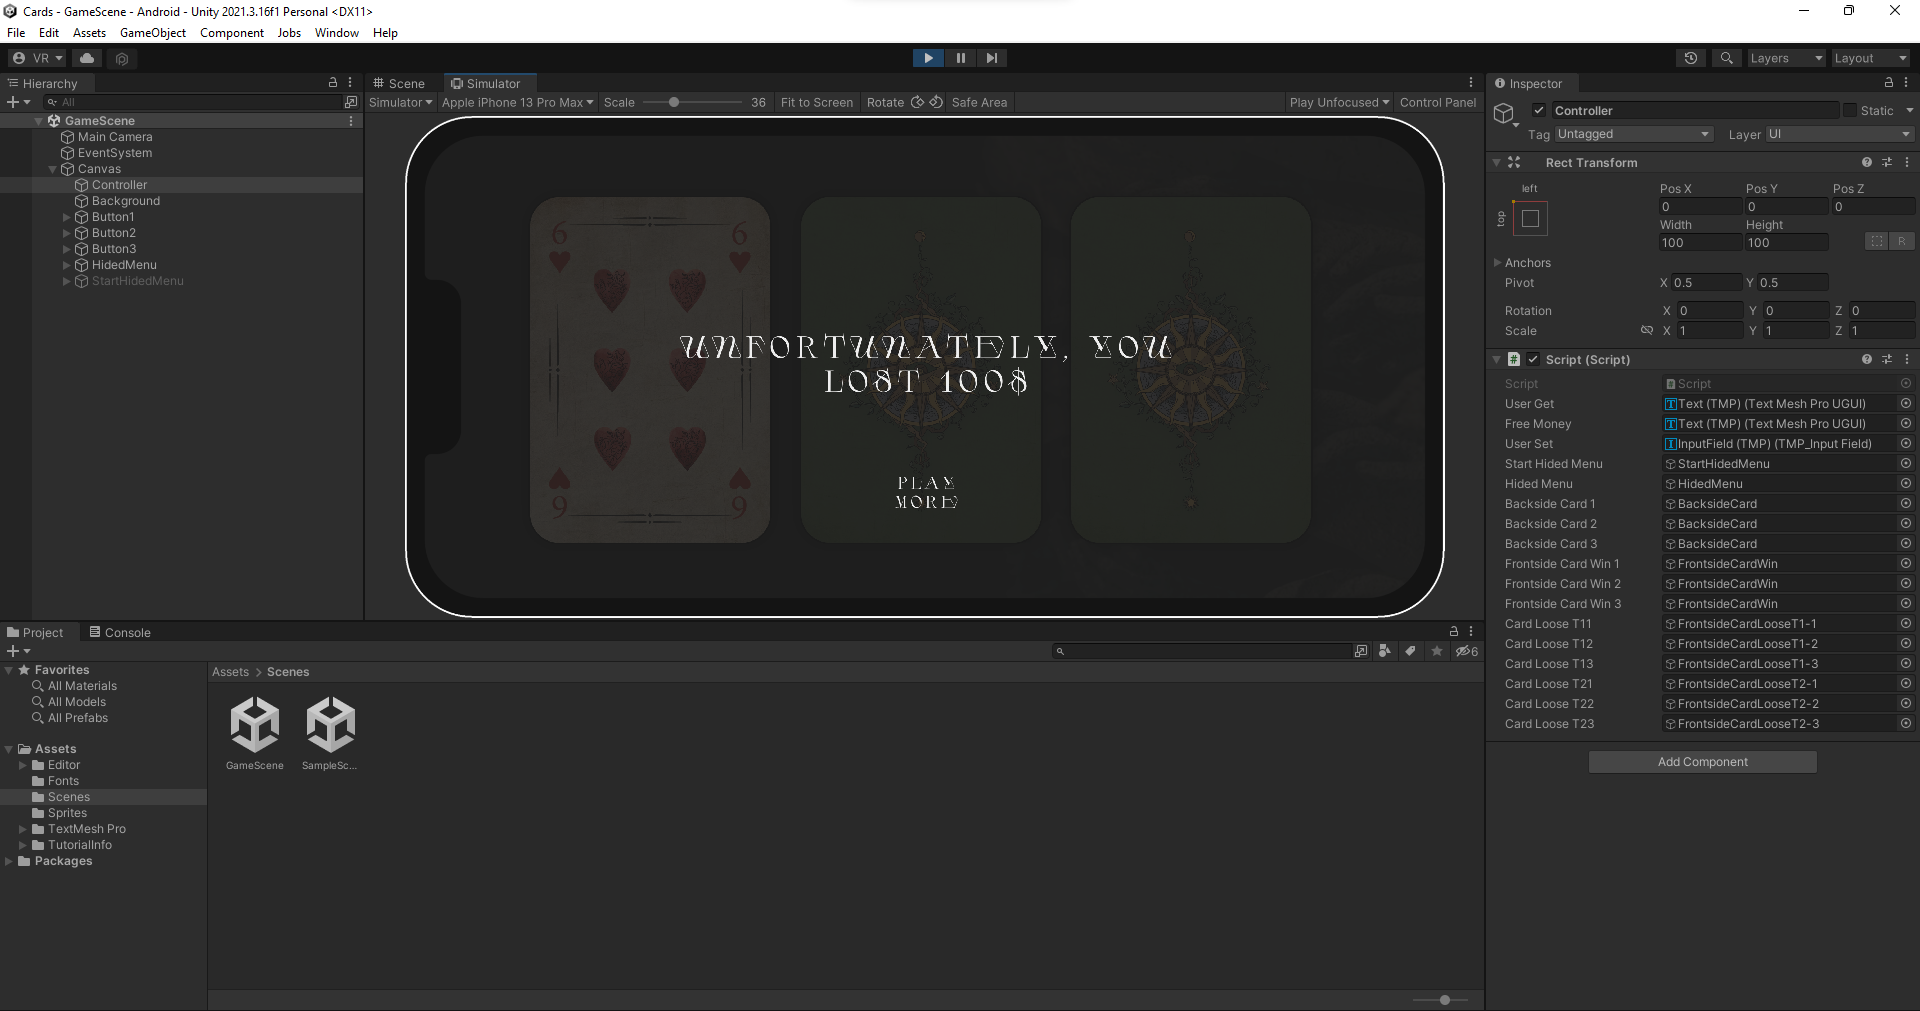 Cards - GameScene - Android - Unity 2021.3.16f1 Personal <DX11>
File Edit Assets GameObject Component Jobs Window Help
VR Layers Layout
Hierarchy
All
GameScene
Main Camera
EventSystem
Canvas
Controller
Background
Button1
Button2
Button3
HidedMenu
StartHidedMenu
Scene Simulator
Simulator Apple iPhone 13 Pro Max Scale 36 Fit to Screen Rotate Safe Area Play Unfocused Control Panel
6 6
UNFORTUNATELY, YOU
LOST 100$
PLAY
MORE
6 6
Project Console
6
Favorites
All Materials
All Models
All Prefabs
Assets
Editor
Fonts
Scenes
Sprites
TextMesh Pro
TutorialInfo
Packages
Assets > Scenes
GameScene SampleSc...
Inspector
Controller Static
Tag Untagged Layer UI
Rect Transform
left
top
Pos X Pos Y Pos Z
0 0 0
Width Height
100 100 R
Anchors
Pivot X 0.5 Y 0.5
Rotation X 0 Y 0 Z 0
Scale X 1 Y 1 Z 1
# Script (Script)
Script Script
User Get Text (TMP) (Text Mesh Pro UGUI)
Free Money Text (TMP) (Text Mesh Pro UGUI)
User Set InputField (TMP) (TMP_Input Field)
Start Hided Menu StartHidedMenu
Hided Menu HidedMenu
Backside Card 1 BacksideCard
Backside Card 2 BacksideCard
Backside Card 3 BacksideCard
Frontside Card Win 1 FrontsideCardWin
Frontside Card Win 2 FrontsideCardWin
Frontside Card Win 3 FrontsideCardWin
Card Loose T11 FrontsideCardLooseT1-1
Card Loose T12 FrontsideCardLooseT1-2
Card Loose T13 FrontsideCardLooseT1-3
Card Loose T21 FrontsideCardLooseT2-1
Card Loose T22 FrontsideCardLooseT2-2
Card Loose T23 FrontsideCardLooseT2-3
Add Component